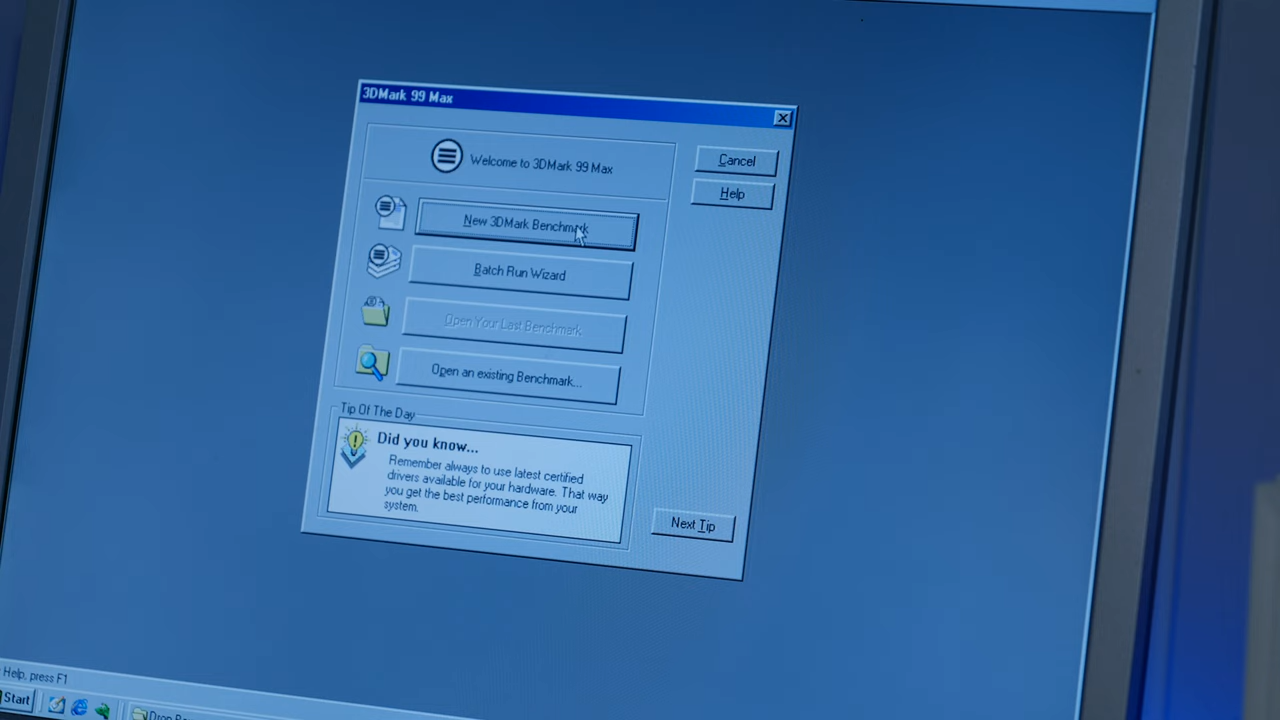 3DMark 99 Max
Welcome to 3DMark 99 Max
Cancel
Help
New 3DMark Benchmark
Batch Run Wizard
Open Your Last Benchmark
Open an existing Benchmark...
Tip Of The Day
Did you know...
Remember always to use latest certified
drivers available for your hardware. That way
you get the best performance from your
system.
Next Tip
Help, press F1
Start
Drop